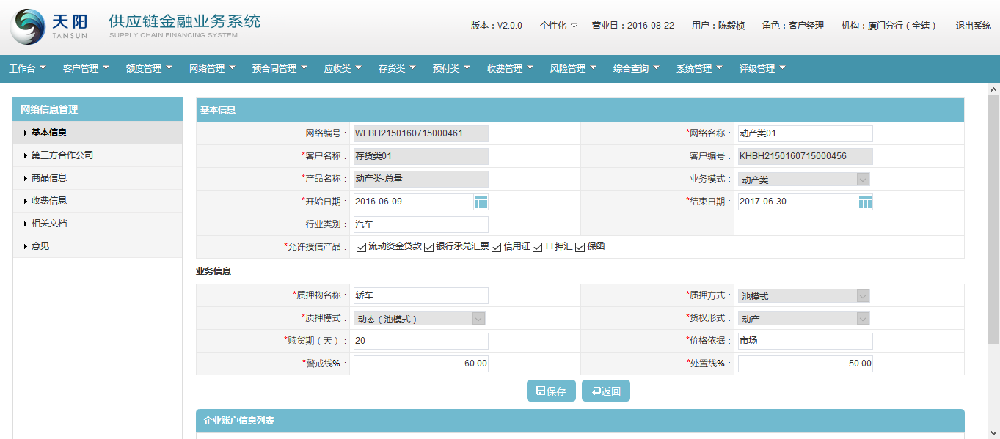 天阳 TANSUN 供应链金融业务系统 SUPPLY CHAIN FINANCING SYSTEM
版本：V2.0.0 个性化 营业日：2016-08-22 用户：陈毅桢 角色：客户经理 机构：厦门分行（全辖） 退出系统
工作台 客户管理 额度管理 网络管理 预合同管理 应收类 存货类 预付类 收费管理 风险管理 综合查询 系统管理 评级管理
网络信息管理
基本信息
第三方合作公司
商品信息
收费信息
相关文档
意见
基本信息
网络编号： WLBH2150160715000461 *网络名称： 动产类01
*客户名称： 存货类01 客户编号： KHBH2150160715000456
*产品名称： 动产类-总量 业务模式： 动产类
*开始日期： 2016-06-09 *结束日期： 2017-06-30
行业类别： 汽车
*允许授信产品： 流动资金贷款 银行承兑汇票 信用证 TT押汇 保函
业务信息
*质押物名称： 轿车 *质押方式： 池模式
*质押模式： 动态（池模式） *货权形式： 动产
*赎货期（天）： 20 *价格依据： 市场
*警戒线%： 60.00 *处置线%： 50.00
保存 返回
企业账户信息列表